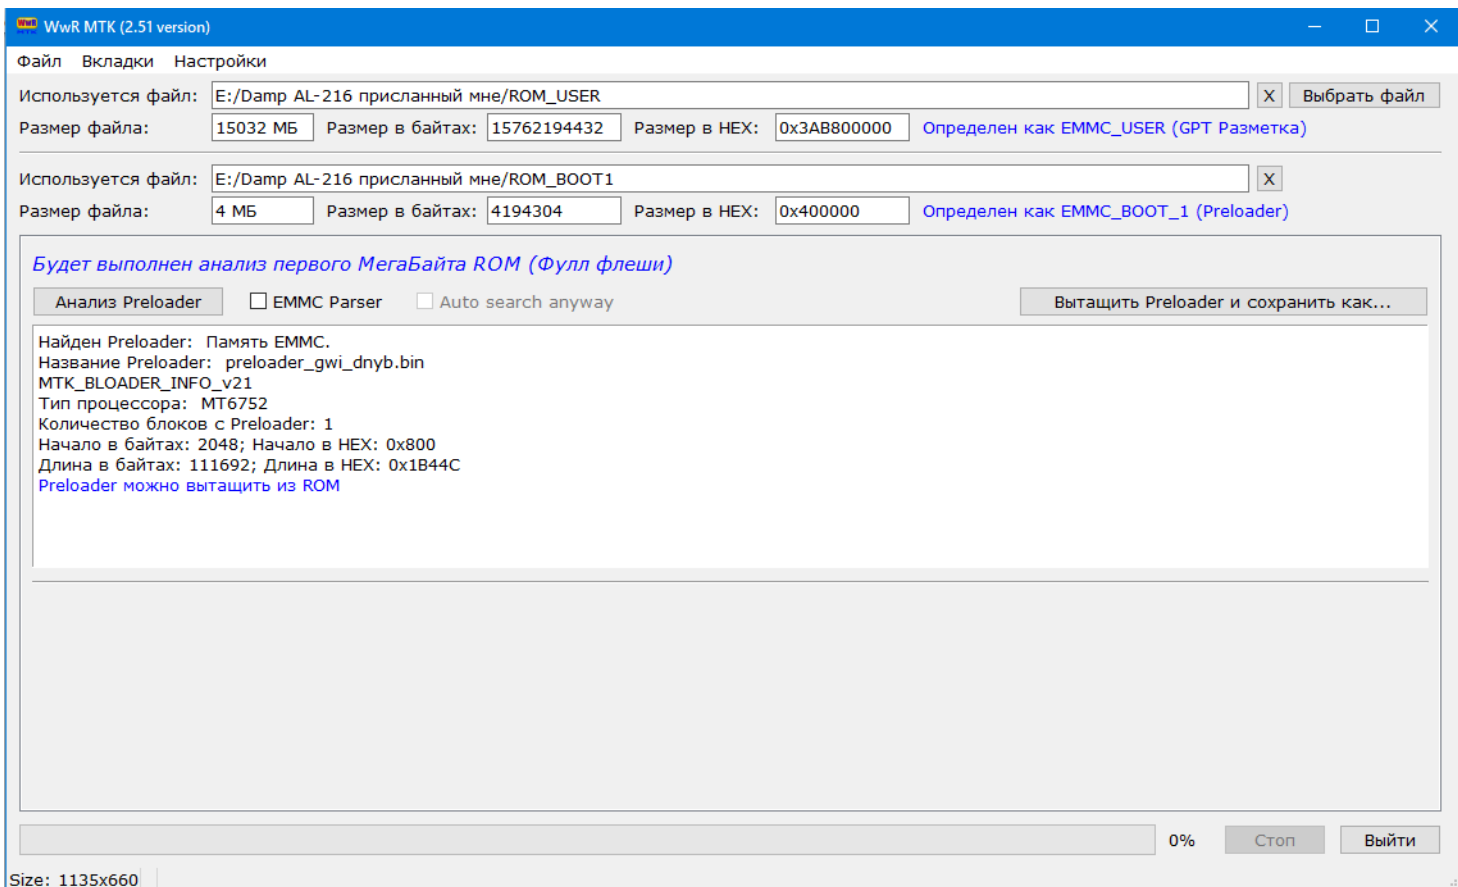 WwR MTK WwR MTK (2.51 version)
Файл Вкладки Настройки
Используется файл: E:/Damp AL-216 присланный мне/ROM_USER X Выбрать файл
Размер файла: 15032 МБ Размер в байтах: 15762194432 Размер в HEX: 0x3AB800000 Определен как EMMC_USER (GPT Разметка)
Используется файл: E:/Damp AL-216 присланный мне/ROM_BOOT1 X
Размер файла: 4 МБ Размер в байтах: 4194304 Размер в HEX: 0x400000 Определен как EMMC_BOOT_1 (Preloader)
Будет выполнен анализ первого МегаБайта ROM (Фулл флеши)
Анализ Preloader EMMC Parser Auto search anyway Вытащить Preloader и сохранить как...
Найден Preloader: Память EMMC.
Название Preloader: preloader_gwi_dnyb.bin
MTK_BLOADER_INFO_v21
Тип процессора: MT6752
Количество блоков с Preloader: 1
Начало в байтах: 2048; Начало в HEX: 0x800
Длина в байтах: 111692; Длина в HEX: 0x1B44C
Preloader можно вытащить из ROM
0% Стоп Выйти
Size: 1135x660